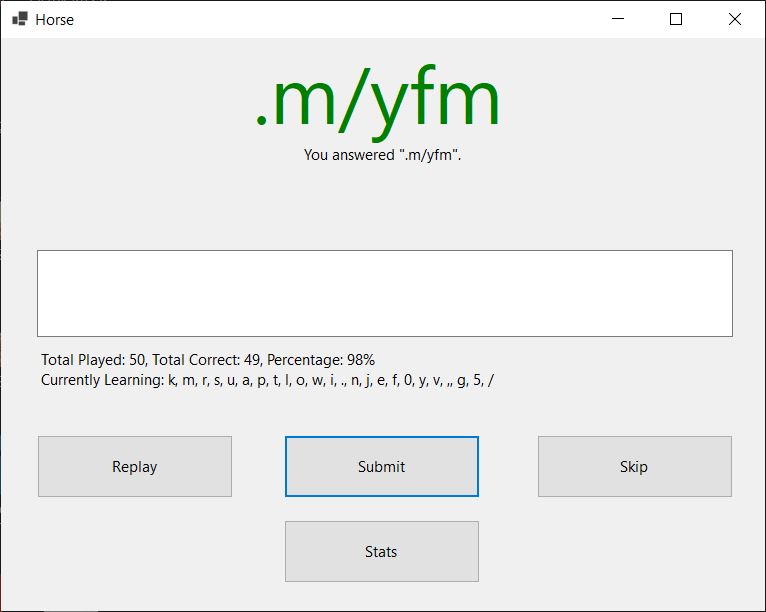 Horse
.m/yfm
You answered ".m/yfm".
Total Played: 50, Total Correct: 49, Percentage: 98%
Currently Learning: k, m, r, s, u, a, p, t, l, o, w, i, ., n, j, e, f, 0, y, v, ,, g, 5, /
Replay
Submit
Skip
Stats